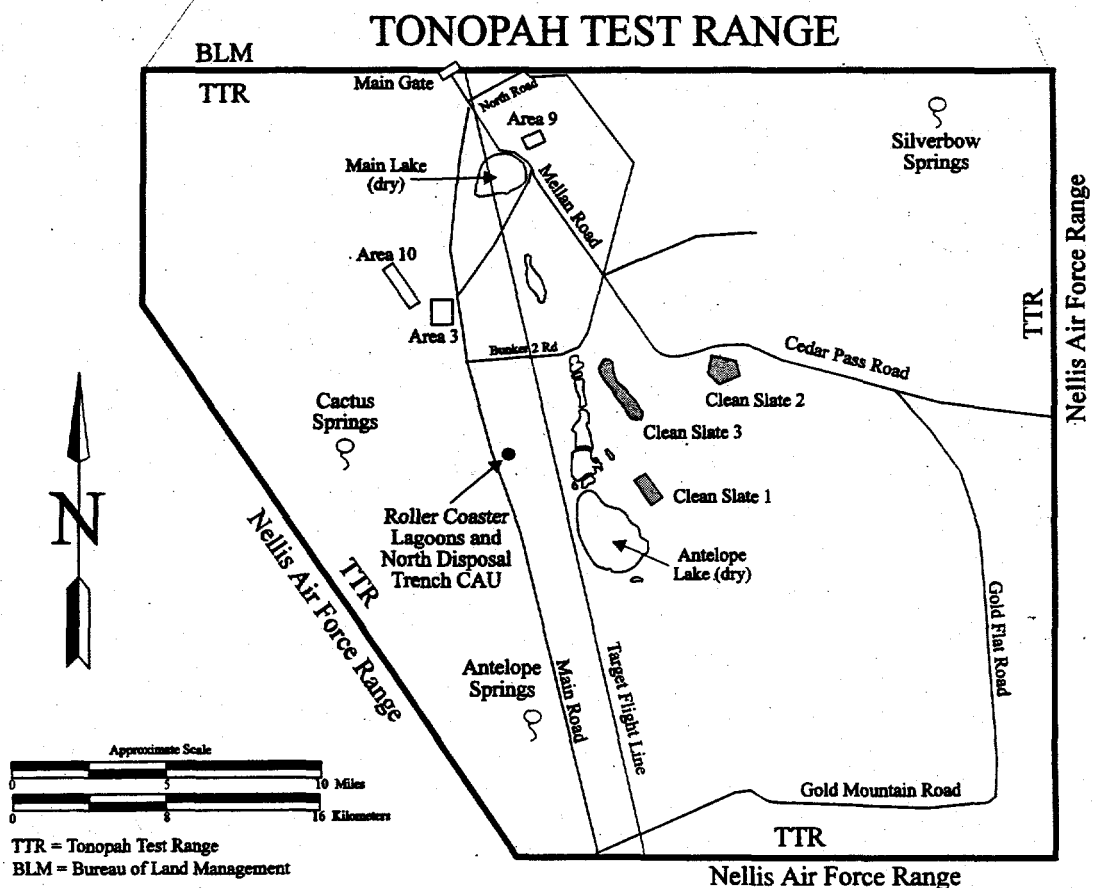 TONOPAH TEST RANGE
BLM
TTR
Main Gate
North Road
Area 9
Silverbow
Springs
Main Lake
(dry)
Mellan Road
Area 10
Area 3
Bunker 2 Rd
TTR
Nellis Air Force Range
Cedar Pass Road
Clean Slate 2
Clean Slate 3
Cactus
Springs
Clean Slate 1
N
Roller Coaster
Lagoons and
North Disposal
Trench CAU
Antelope
Lake (dry)
TTR
Nellis Air Force Range
Gold Flat Road
Antelope
Springs
Main Road
Target Flight Line
Approximate Scale
0 5 10 Miles
0 8 16 Kilometers
Gold Mountain Road
TTR
TTR = Tonopah Test Range
BLM = Bureau of Land Management
Nellis Air Force Range